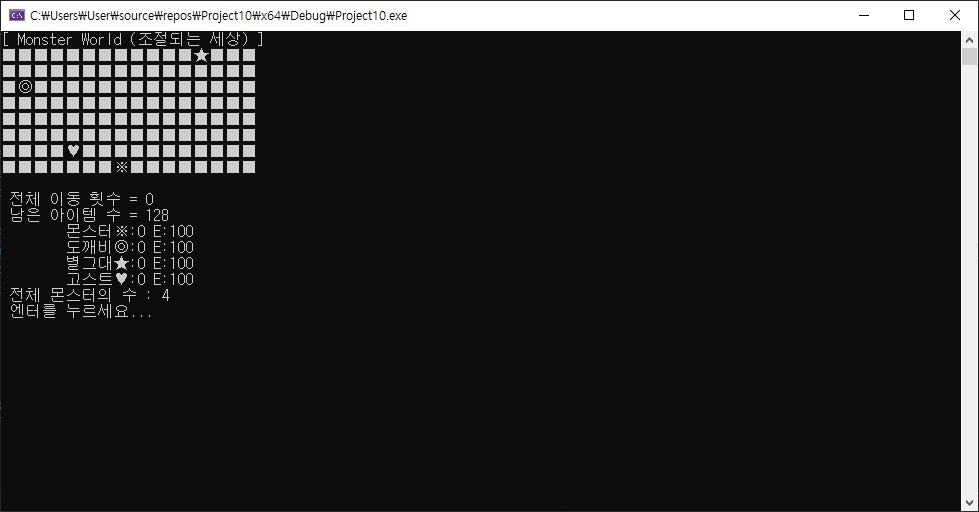 C:₩Users₩User₩source₩repos₩Project10₩x64₩Debug₩Project10.exe
[ Monster World (조절되는 세상) ]
■■■■■■■■■■■■★■■■
■■■■■■■■■■■■■■■■
■◎■■■■■■■■■■■■■■
■■■■■■■■■■■■■■■■
■■■■■■■■■■■■■■■■
■■■■■■■■■■■■■■■■
■■■■♥■■■■■■■■■■■
■■■■■■■※■■■■■■■■
전체 이동 횟수 = 0
남은 아이템 수 = 128
몬스터※:0 E:100
도깨비◎:0 E:100
별그대★:0 E:100
고스트♥:0 E:100
전체 몬스터의 수 : 4
엔터를 누르세요...